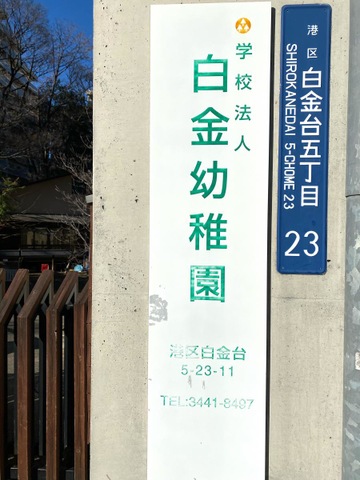 学校法人
白金幼稚園
港区白金台
5-23-11
TEL:3441-8497
港区
白金台五丁目
SHIROKANEDAI 5-CHOME 23
23